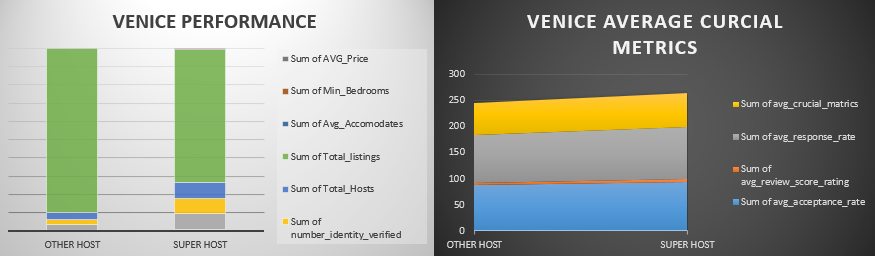 VENICE PERFORMANCE
Sum of AVG_Price
Sum of Min_Bedrooms
Sum of Avg_Accomodates
Sum of Total_listings
Sum of Total_Hosts
Sum of
number_identity_verified
OTHER HOST
SUPER HOST
VENICE AVERAGE CURCIAL
METRICS
300
250
200
150
100
50
0
OTHER HOST
SUPER HOST
Sum of avg_crucial_matrics
Sum of avg_response_rate
Sum of
avg_review_score_rating
Sum of avg_acceptance_rate